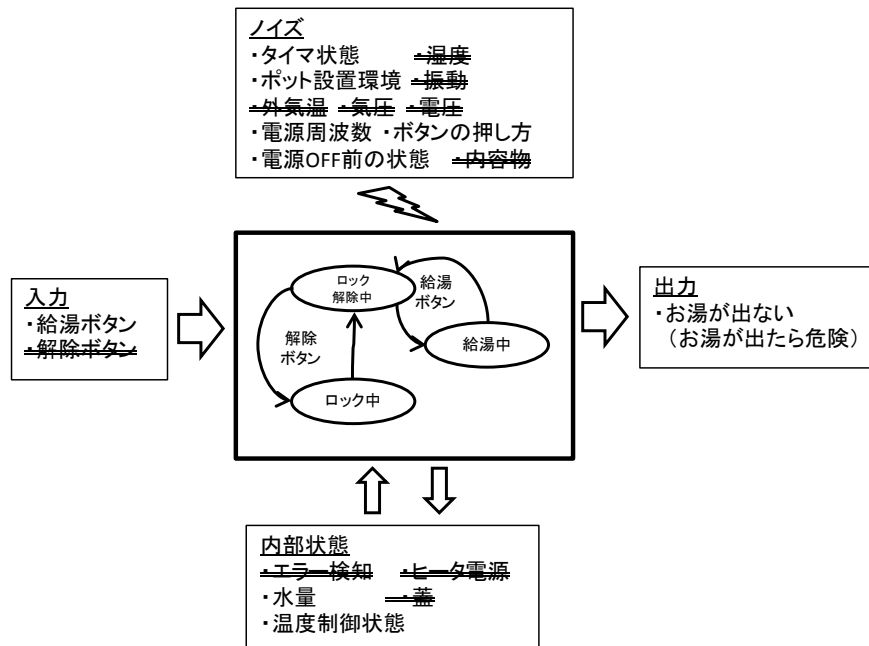 ノイズ
・タイマ状態 ・湿度
・ポット設置環境 ・振動
・外気温 ・気圧 ・電圧
・電源周波数 ・ボタンの押し方
・電源OFF前の状態 ・内容物
入力
・給湯ボタン
・解除ボタン
ロック
解除中
給湯
ボタン
解除
ボタン
給湯中
ロック中
出力
・お湯が出ない
（お湯が出たら危険）
内部状態
・エラー検知 ・ヒータ電源
・水量 ・蓋
・温度制御状態